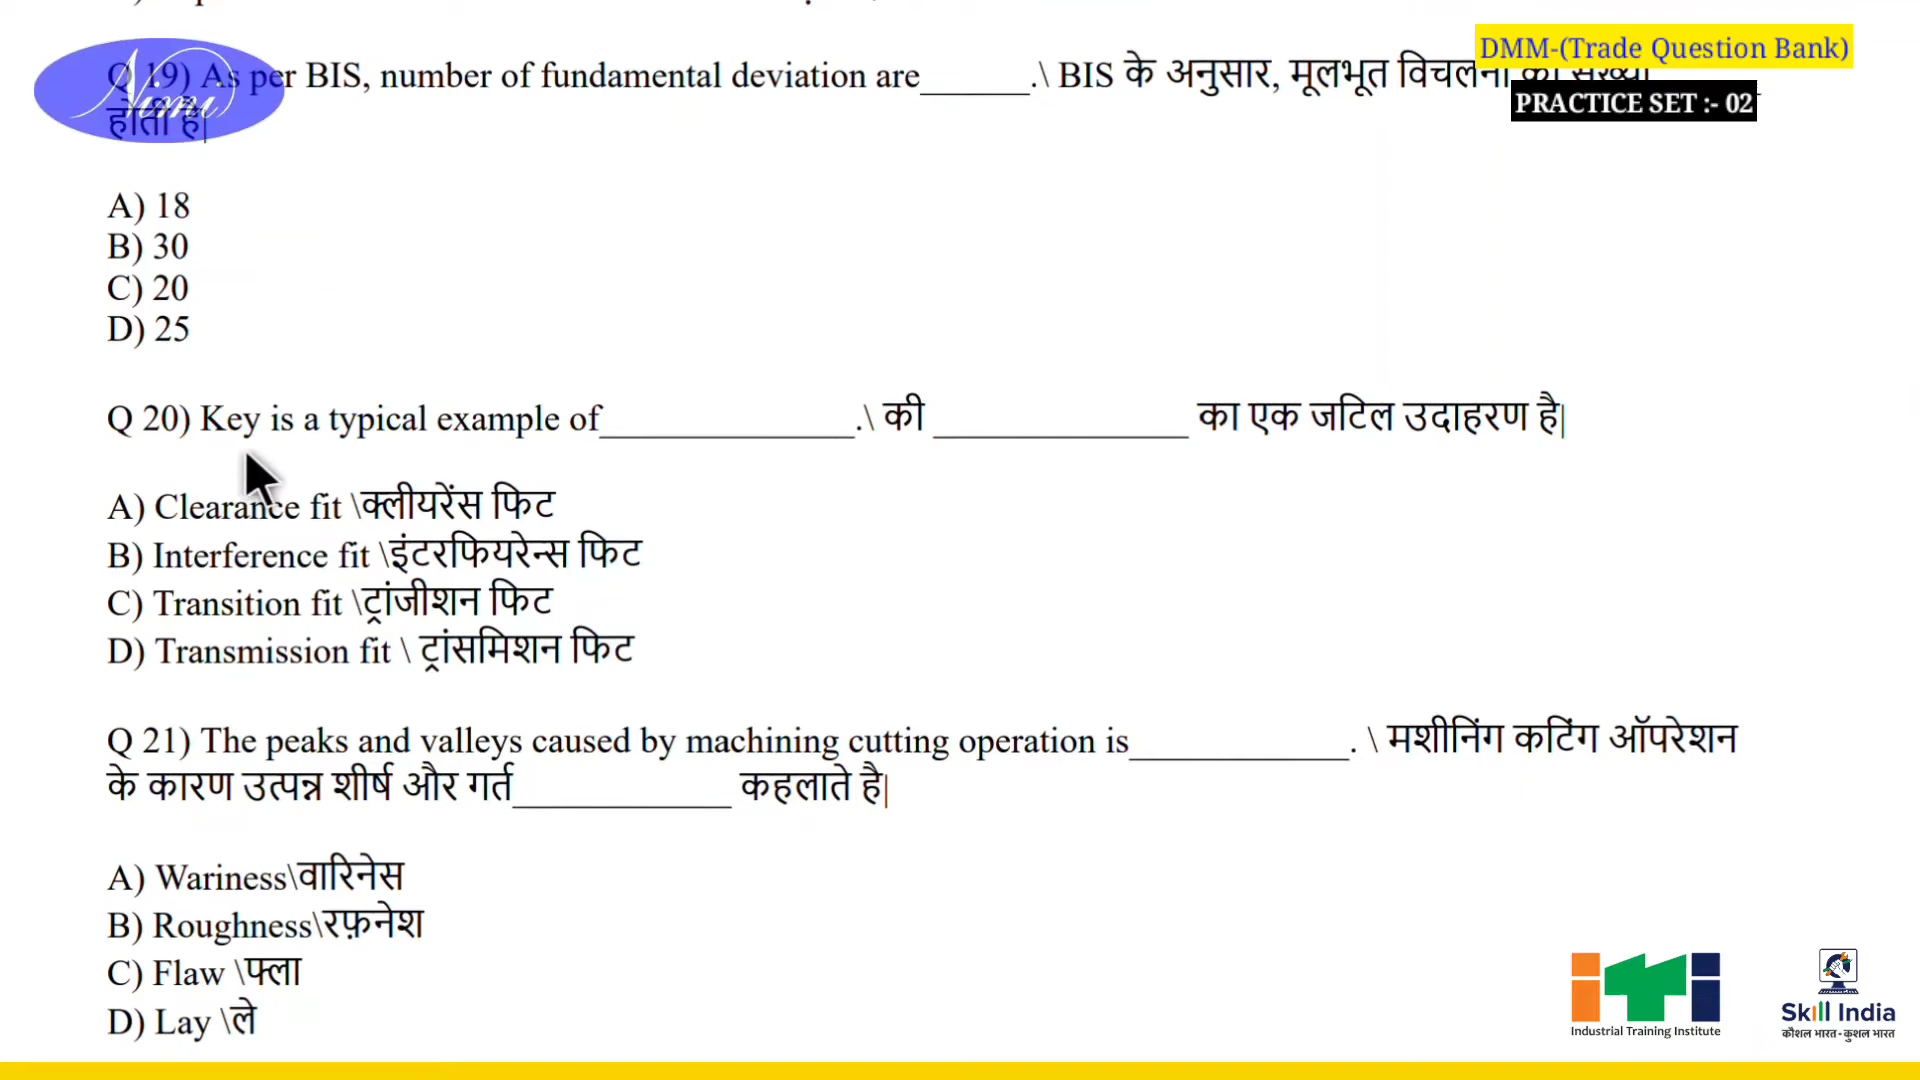 DMM-(Trade Question Bank)
Q 19) As per BIS, number of fundamental deviation are______.\ BIS के अनुसार, मूलभूत विचलनों की संख्या
PRACTICE SET :- 02
Nimi
होती है|
A) 18
B) 30
C) 20
D) 25
Q 20) Key is a typical example of______________.\ की ______________ का एक जटिल उदाहरण है|
A) Clearance fit \क्लीयरेंस फिट
B) Interference fit \इंटरफियरेन्स फिट
C) Transition fit \ट्रांजीशन फिट
D) Transmission fit \ ट्रांसमिशन फिट
Q 21) The peaks and valleys caused by machining cutting operation is____________. \ मशीनिंग कटिंग ऑपरेशन
के कारण उत्पन्न शीर्ष और गर्त____________ कहलाते है|
A) Wariness\वारिनेस
B) Roughness\रफ़नेश
C) Flaw \फ्ला
D) Lay \ले
iTi
Industrial Training Institute
Skill India
कौशल भारत - कुशल भारत